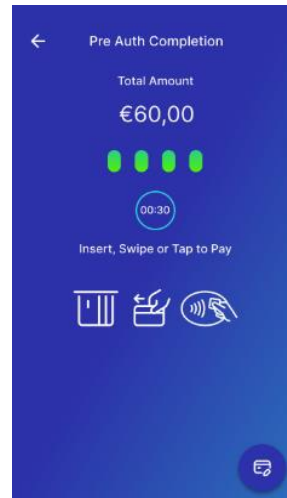 Pre Auth Completion
Total Amount
€60,00
00:30
Insert, Swipe or Tap to Pay